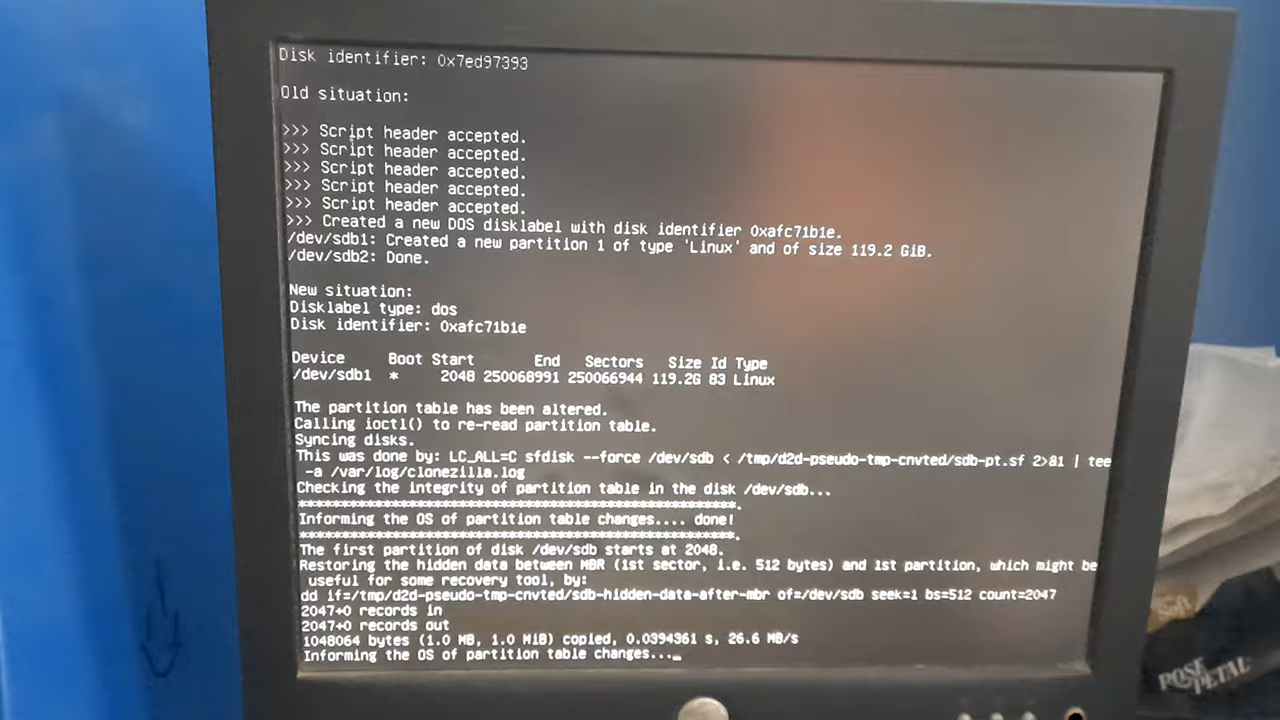 Disk identifier: 0x7ed97393
Old situation:
>>> Script header accepted.
>>> Script header accepted.
>>> Script header accepted.
>>> Script header accepted.
>>> Script header accepted.
>>> Created a new DOS disklabel with disk identifier 0xafc71b1e.
/dev/sdb1: Created a new partition 1 of type 'Linux' and of size 119.2 GiB.
/dev/sdb2: Done.
New situation:
Disklabel type: dos
Disk identifier: 0xafc71b1e
Device Boot Start End Sectors Size Id Type
/dev/sdb1 * 2048 250068991 250066944 119.2G 83 Linux
The partition table has been altered.
Calling ioctl() to re-read partition table.
Syncing disks.
This was done by: LC_ALL=C sfdisk --force /dev/sdb < /tmp/d2d-pseudo-tmp-cnvted/sdb-pt.sf 2>&1 | tee
-a /var/log/clonezilla.log
Checking the integrity of partition table in the disk /dev/sdb...
*****************************************************.
Informing the OS of partition table changes.... done!
*****************************************************.
The first partition of disk /dev/sdb starts at 2048.
Restoring the hidden data between MBR (1st sector, i.e. 512 bytes) and 1st partition, which might be
useful for some recovery tool, by:
dd if=/tmp/d2d-pseudo-tmp-cnvted/sdb-hidden-data-after-mbr of=/dev/sdb seek=1 bs=512 count=2047
2047+0 records in
2047+0 records out
1048064 bytes (1.0 MB, 1.0 MiB) copied, 0.0394361 s, 26.6 MB/s
Informing the OS of partition table changes..._
Soft
ROSE
PETAL